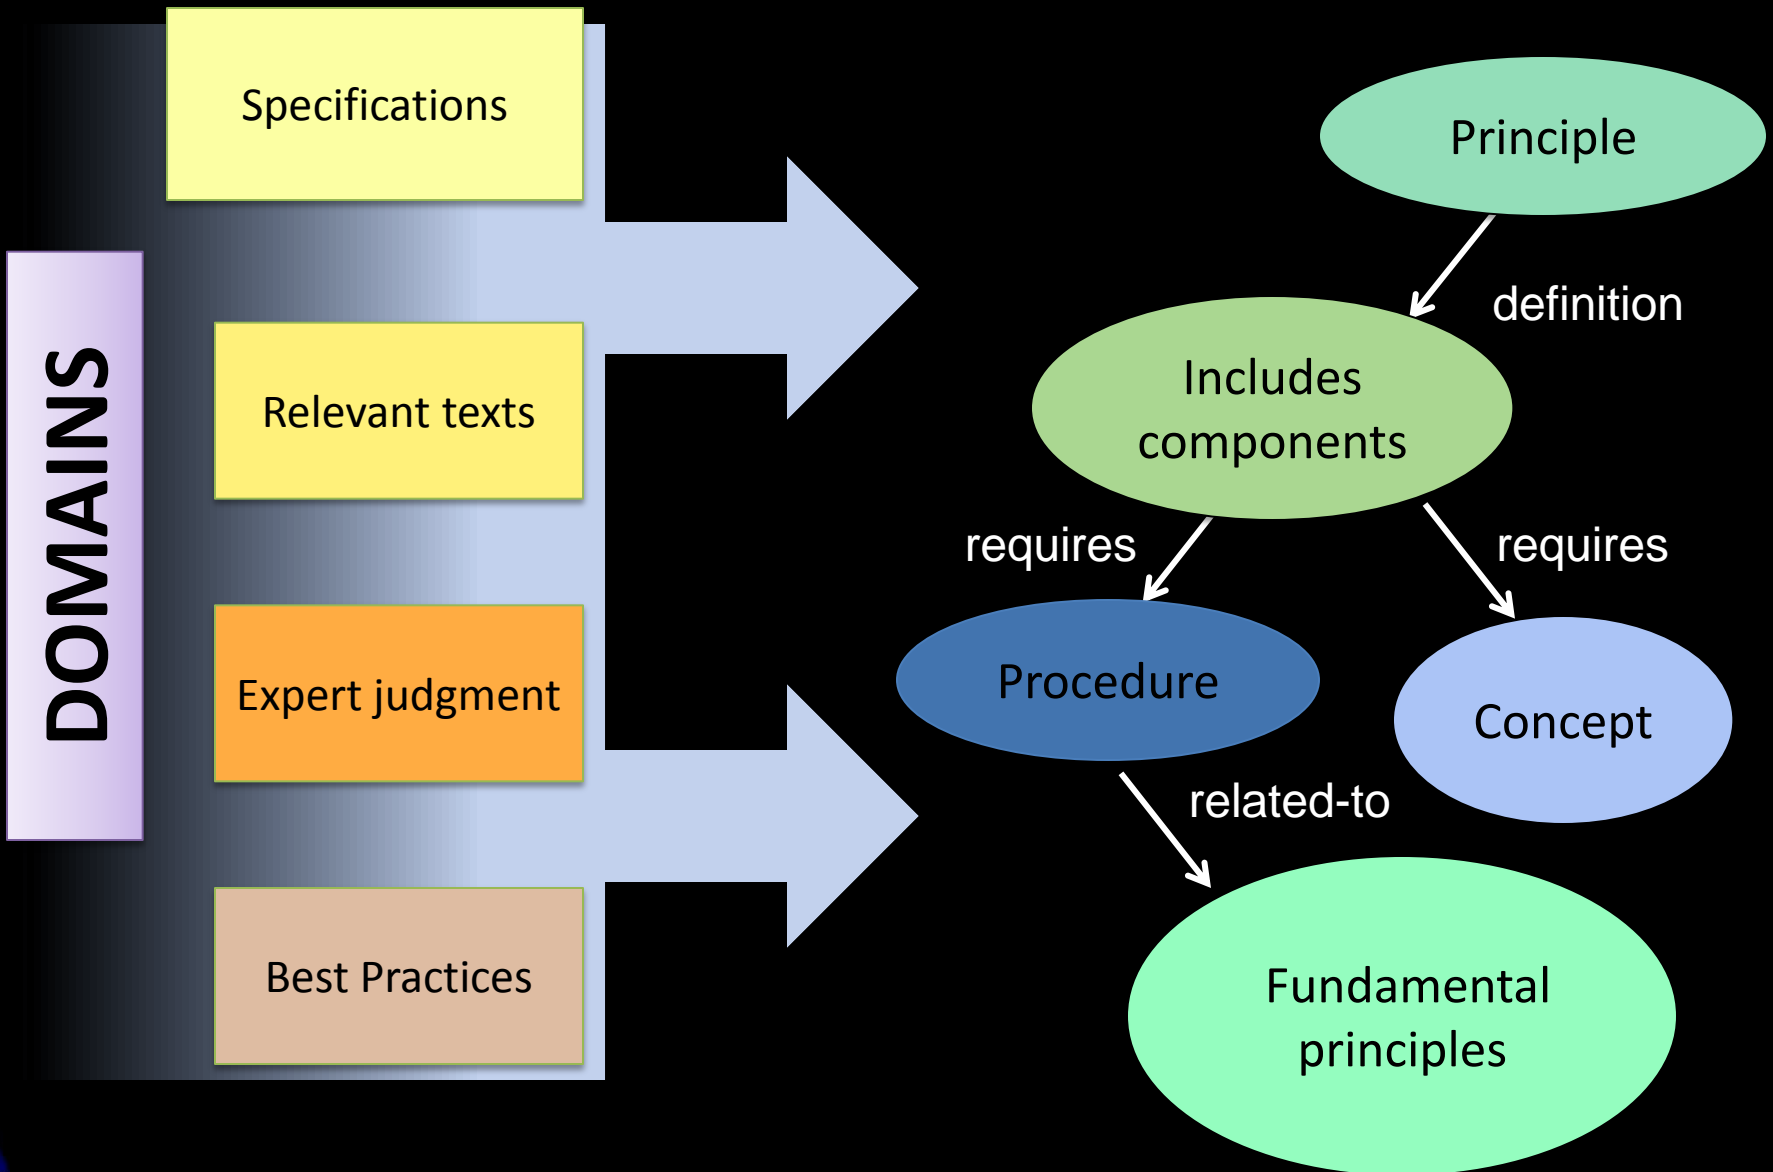 DOMAINS
Specifications
Relevant texts
Expert judgment
Best Practices
Principle
definition
Includes
components
requires
requires
Procedure
Concept
related-to
Fundamental
principles